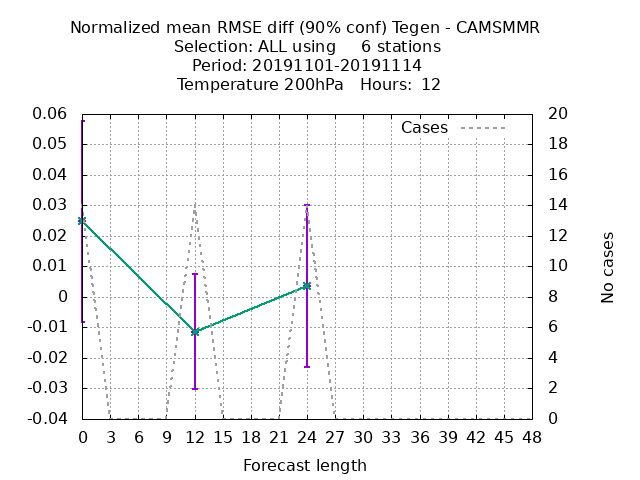 Normalized mean RMSE diff (90% conf) Tegen - CAMSMMR
Selection: ALL using     6 stations
Period: 20191101-20191114
Temperature 200hPa   Hours:  12
Cases
0.06
0.05
0.04
0.03
0.02
0.01
0
-0.01
-0.02
-0.03
-0.04
20
18
16
14
12
10
8
6
4
2
0
No cases
0 3 6 9 12 15 18 21 24 27 30 33 36 39 42 45 48
Forecast length